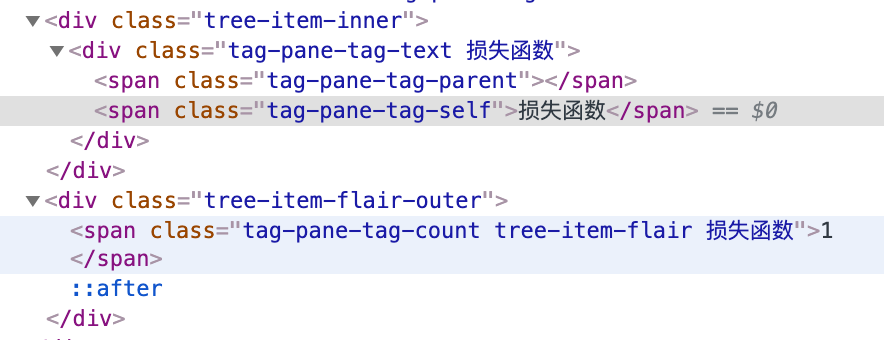 ▼<div class="tree-item-inner">
▼<div class="tag-pane-tag-text 损失函数">
<span class="tag-pane-tag-parent"></span>
<span class="tag-pane-tag-self">损失函数</span> == $0
</div>
</div>
▼<div class="tree-item-flair-outer">
<span class="tag-pane-tag-count tree-item-flair 损失函数">1
</span>
::after
</div>